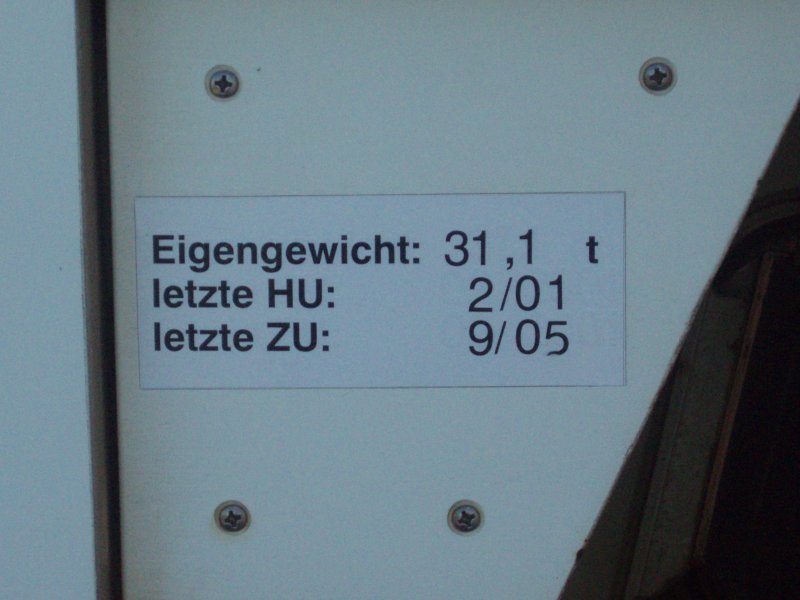 Eigengewicht: 31,1 t
letzte HU: 2/01
letzte ZU: 9/05